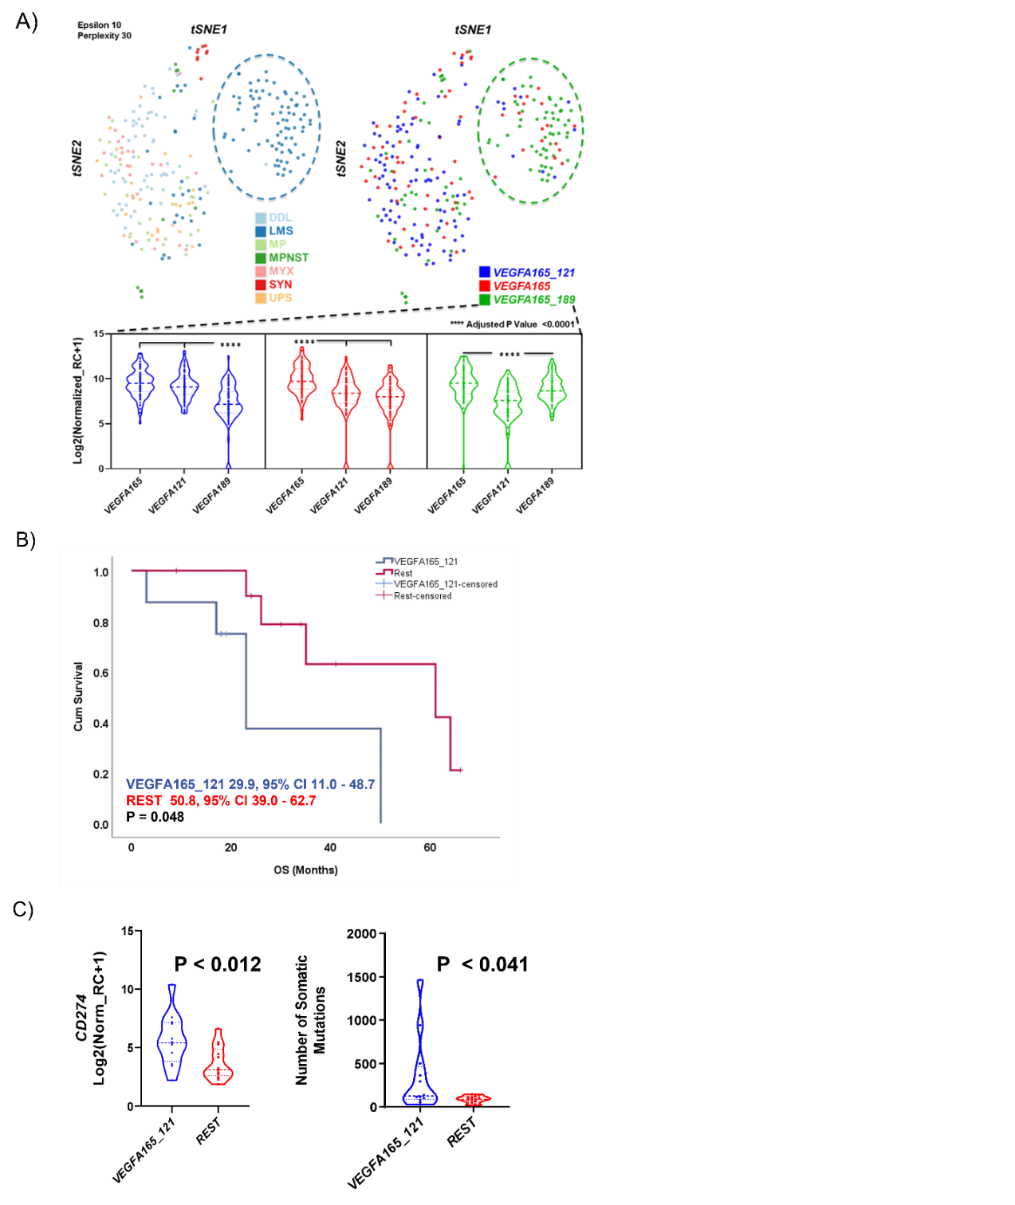 A)
Epsilon 10
Perplexity 30
tSNE1
tSNE1
tSNE2
tSNE2
DDL
LMS
MP
MPNST
MYX
SYN
UPS
VEGFA165_121
VEGFA165
VEGFA165_189
**** Adjusted P Value <0.0001
Log2(Normalized_RC+1)
15
10
5
0
****
****
****
VEGFA165
VEGFA121
VEGFA189
VEGFA165
VEGFA121
VEGFA189
VEGFA165
VEGFA121
VEGFA189
B)
VEGFA165_121
Rest
VEGFA165_121-censored
Rest-censored
Cum Survival
1.0
0.8
0.6
0.4
0.2
0.0
VEGFA165_121 29.9, 95% CI 11.0 - 48.7
REST 50.8, 95% CI 39.0 - 62.7
P = 0.048
0
20
40
60
OS (Months)
C)
CD274
Log2(Norm_RC+1)
15
10
5
0
P < 0.012
VEGFA165_121
REST
Number of Somatic
Mutations
2000
1500
1000
500
0
P < 0.041
VEGFA165_121
REST